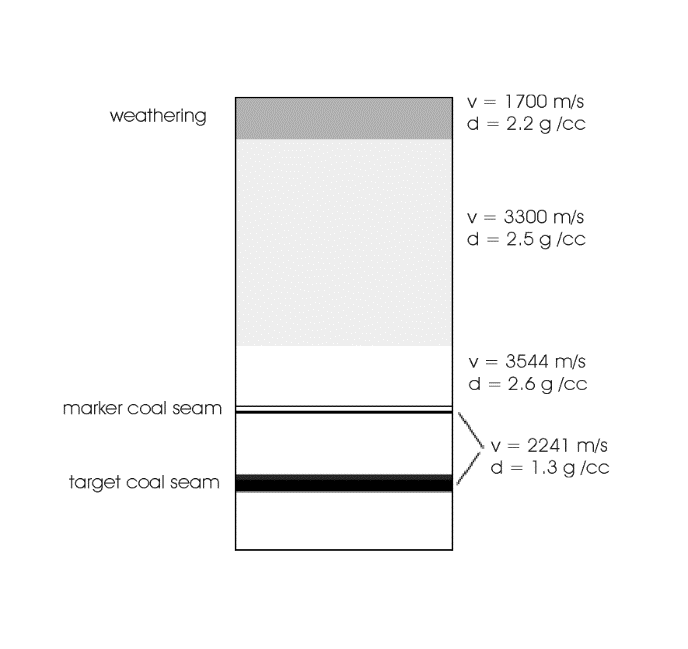 weathering
v = 1700 m/s
d = 2.2 g /cc
v = 3300 m/s
d = 2.5 g /cc
v = 3544 m/s
d = 2.6 g /cc
marker coal seam
v = 2241 m/s
d = 1.3 g /cc
target coal seam